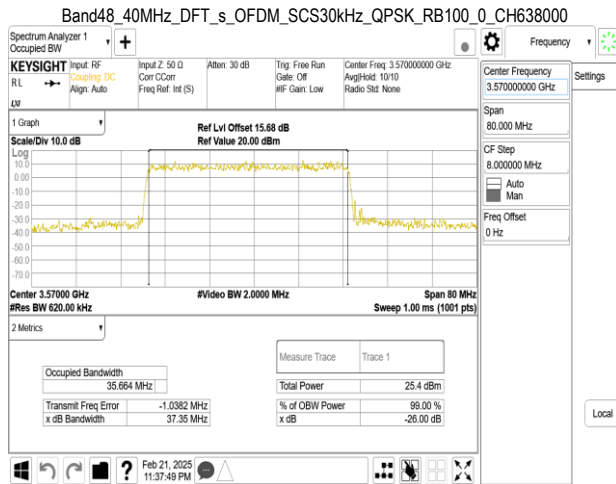 Band48_40MHz_DFT_s_OFDM_SCS30kHz_QPSK_RB100_0_CH638000
Spectrum Analyzer 1
Occupied BW
Frequency
KEYSIGHT
RL
LXI
Input: RF
Coupling: DC
Align: Auto
Input Z: 50 Ω
Corr CCorr
Freq Ref: Int (S)
Atten: 30 dB
Trig: Free Run
Gate: Off
#IF Gain: Low
Center Freq: 3.570000000 GHz
Avg|Hold: 10/10
Radio Std: None
Center Frequency
3.570000000 GHz
Settings
Span
80.000 MHz
CF Step
8.000000 MHz
Auto
Man
Freq Offset
0 Hz
Local
1 Graph
Scale/Div 10.0 dB
Ref Lvl Offset 15.68 dB
Ref Value 20.00 dBm
Log
10.0
0.00
-10.0
-20.0
-30.0
-40.0
-50.0
-60.0
-70.0
Center 3.57000 GHz
#Res BW 620.00 kHz
#Video BW 2.0000 MHz
Span 80 MHz
Sweep 1.00 ms (1001 pts)
2 Metrics
Measure Trace Trace 1
Occupied Bandwidth
35.664 MHz
Total Power 25.4 dBm
Transmit Freq Error -1.0382 MHz
% of OBW Power 99.00 %
x dB Bandwidth 37.35 MHz
x dB -26.00 dB
?
Feb 21, 2025
11:37:49 PM